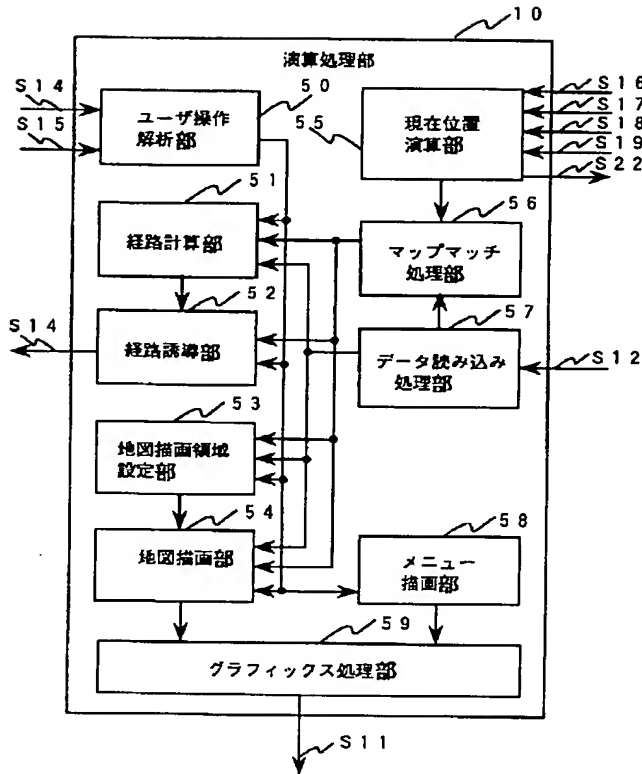 10
演算処理部
S14
S15
50
ユーザ操作
解析部
55
現在位置
演算部
S16
S17
S18
S19
S22
51
経路計算部
56
マップマッチ
処理部
52
経路誘導部
S14
57
データ読み込み
処理部
S12
53
地図描画領域
設定部
54
地図描画部
58
メニュー
描画部
59
グラフィックス処理部
S11